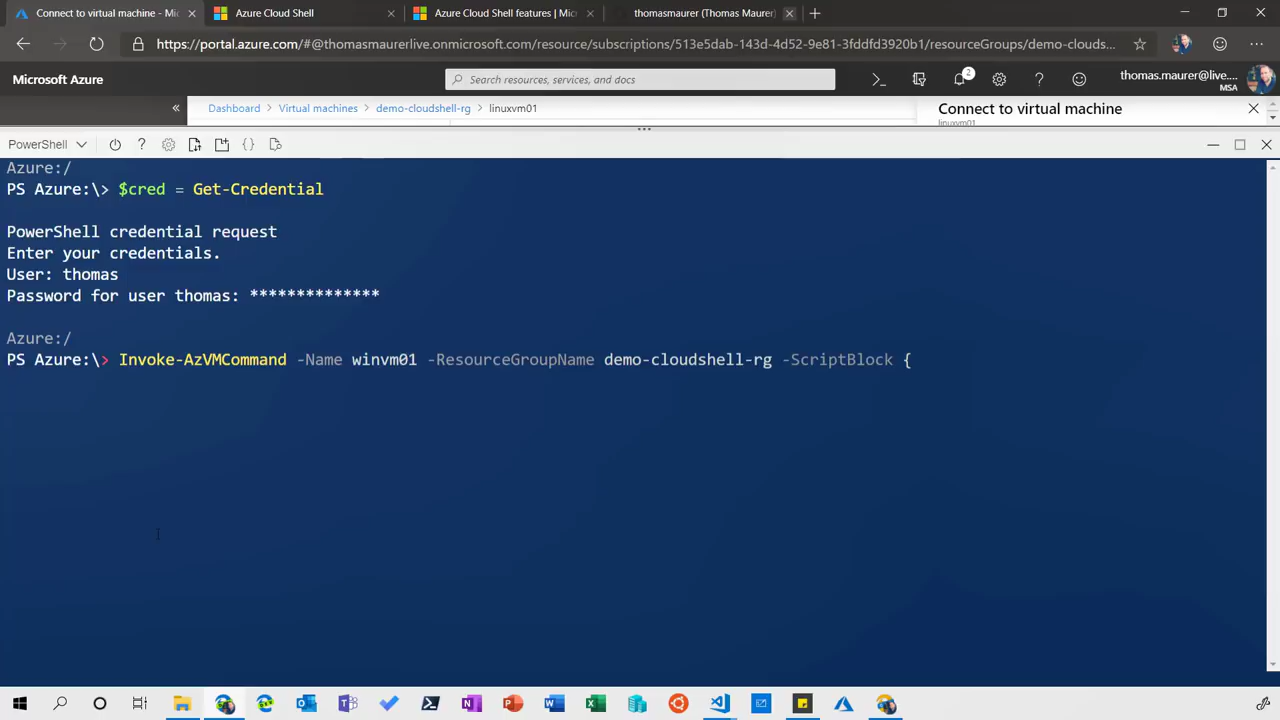 Connect to virtual machine - Mic
Azure Cloud Shell
Azure Cloud Shell features | Micr
thomasmaurer (Thomas Maurer)
https://portal.azure.com/#@thomasmaurerlive.onmicrosoft.com/resource/subscriptions/513e5dab-143d-4d52-9e81-3fddfd3920b1/resourceGroups/demo-clouds...
Microsoft Azure
Search resources, services, and docs
2
thomas.maurer@live....
MSA
Dashboard
Virtual machines
demo-cloudshell-rg
linuxvm01
Connect to virtual machine
linuxvm01
PowerShell
Azure:/
PS Azure:\> $cred = Get-Credential
PowerShell credential request
Enter your credentials.
User: thomas
Password for user thomas: **************
Azure:/
PS Azure:\> Invoke-AzVMCommand -Name winvm01 -ResourceGroupName demo-cloudshell-rg -ScriptBlock {